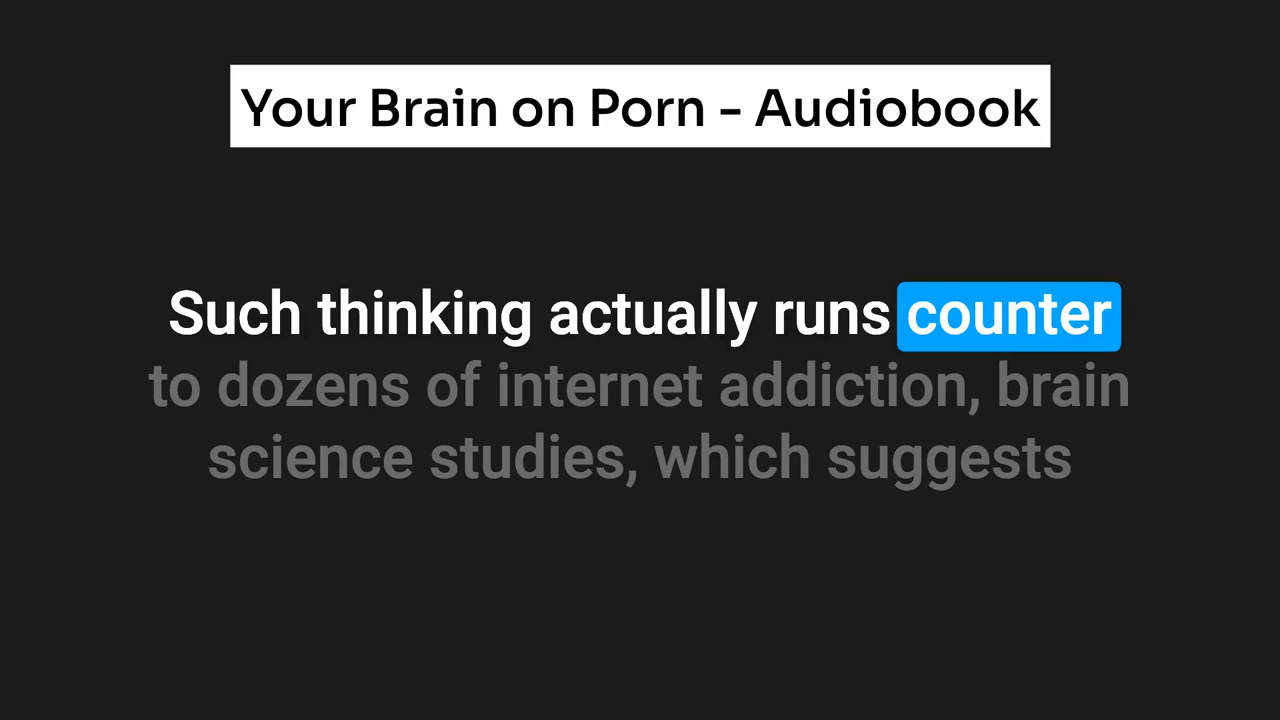 Your Brain on Porn - Audiobook
Such thinking actually runs counter
to dozens of internet addiction, brain
science studies, which suggests